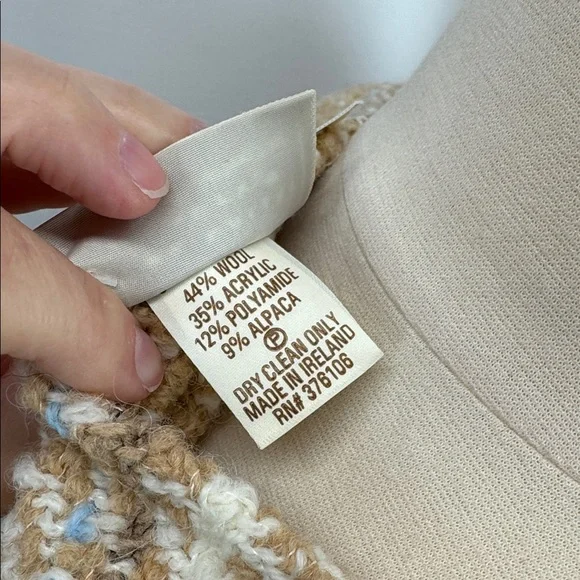 44% WOOL
35% ACRYLIC
12% POLYAMIDE
9% ALPACA
P
DRY CLEAN ONLY
MADE IN IRELAND
RN# 376106